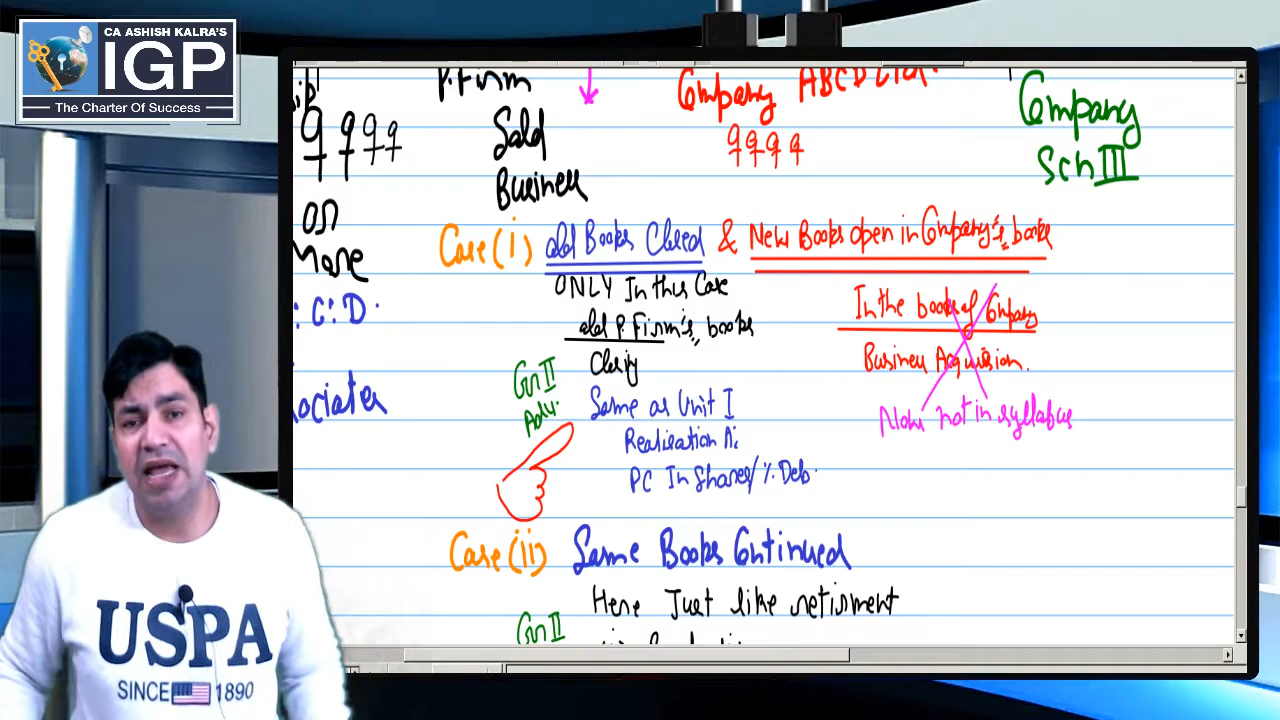 CA ASHISH KALRA'S
IGP
The Charter Of Success
P. Firm
Company ABCD Ltd.
Company
Sch III
Sold
Business
on
more
: C: D.
ociates
Case (i) old Books Closed & New Books open in Company's books
ONLY In this Case
old P. Firm's books
Closing
Same as Unit I
Realisation A/c
PC In Shares/ % Deb.
Gr II
Adv.
In the books of Company
Business Acquisition.
Now not in syllabus
Case (ii) Same Books Continued
Here Just like retirment
Gr II
USPA
SINCE 1890